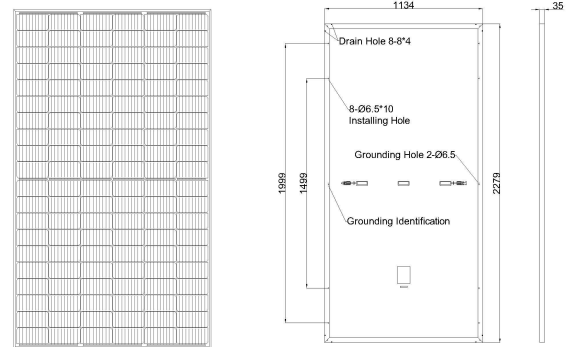 1134
35
Drain Hole 8-8*4
8-Ø6.5*10
Installing Hole
Grounding Hole 2-Ø6.5
1999
1499
2279
Grounding Identification